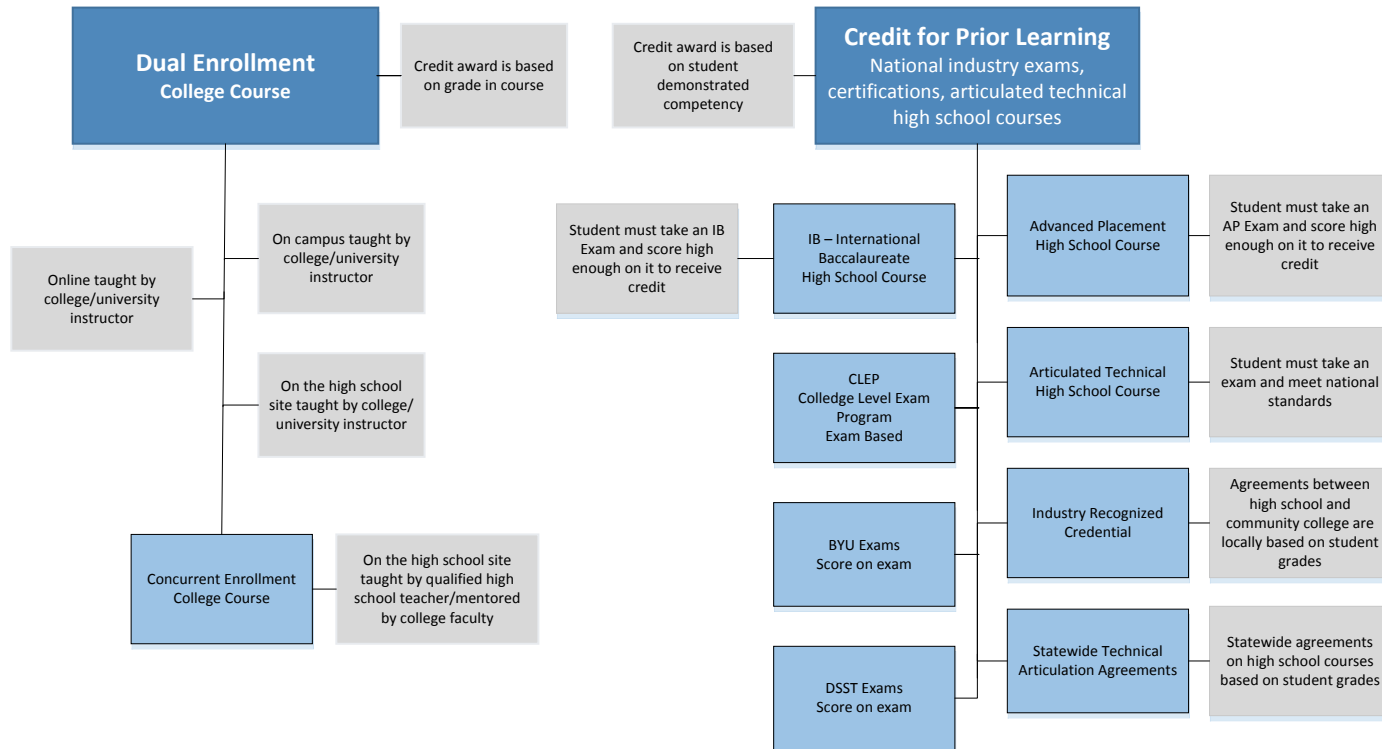 Dual Enrollment
College Course
Credit award is based
on grade in course
Online taught by
college/university
instructor
On campus taught by
college/university
instructor
On the high school
site taught by college/
university instructor
Concurrent Enrollment
College Course
On the high school site
taught by qualified high
school teacher/mentored
by college faculty
Credit award is based
on student
demonstrated
competency
Credit for Prior Learning
National industry exams,
certifications, articulated technical
high school courses
Student must take an IB
Exam and score high
enough on it to receive
credit
IB – International
Baccalaureate
High School Course
Advanced Placement
High School Course
Student must take an
AP Exam and score high
enough on it to receive
credit
CLEP
Colledge Level Exam
Program
Exam Based
Articulated Technical
High School Course
Student must take an
exam and meet national
standards
BYU Exams
Score on exam
Industry Recognized
Credential
Agreements between
high school and
community college are
locally based on student
grades
DSST Exams
Score on exam
Statewide Technical
Articulation Agreements
Statewide agreements
on high school courses
based on student grades